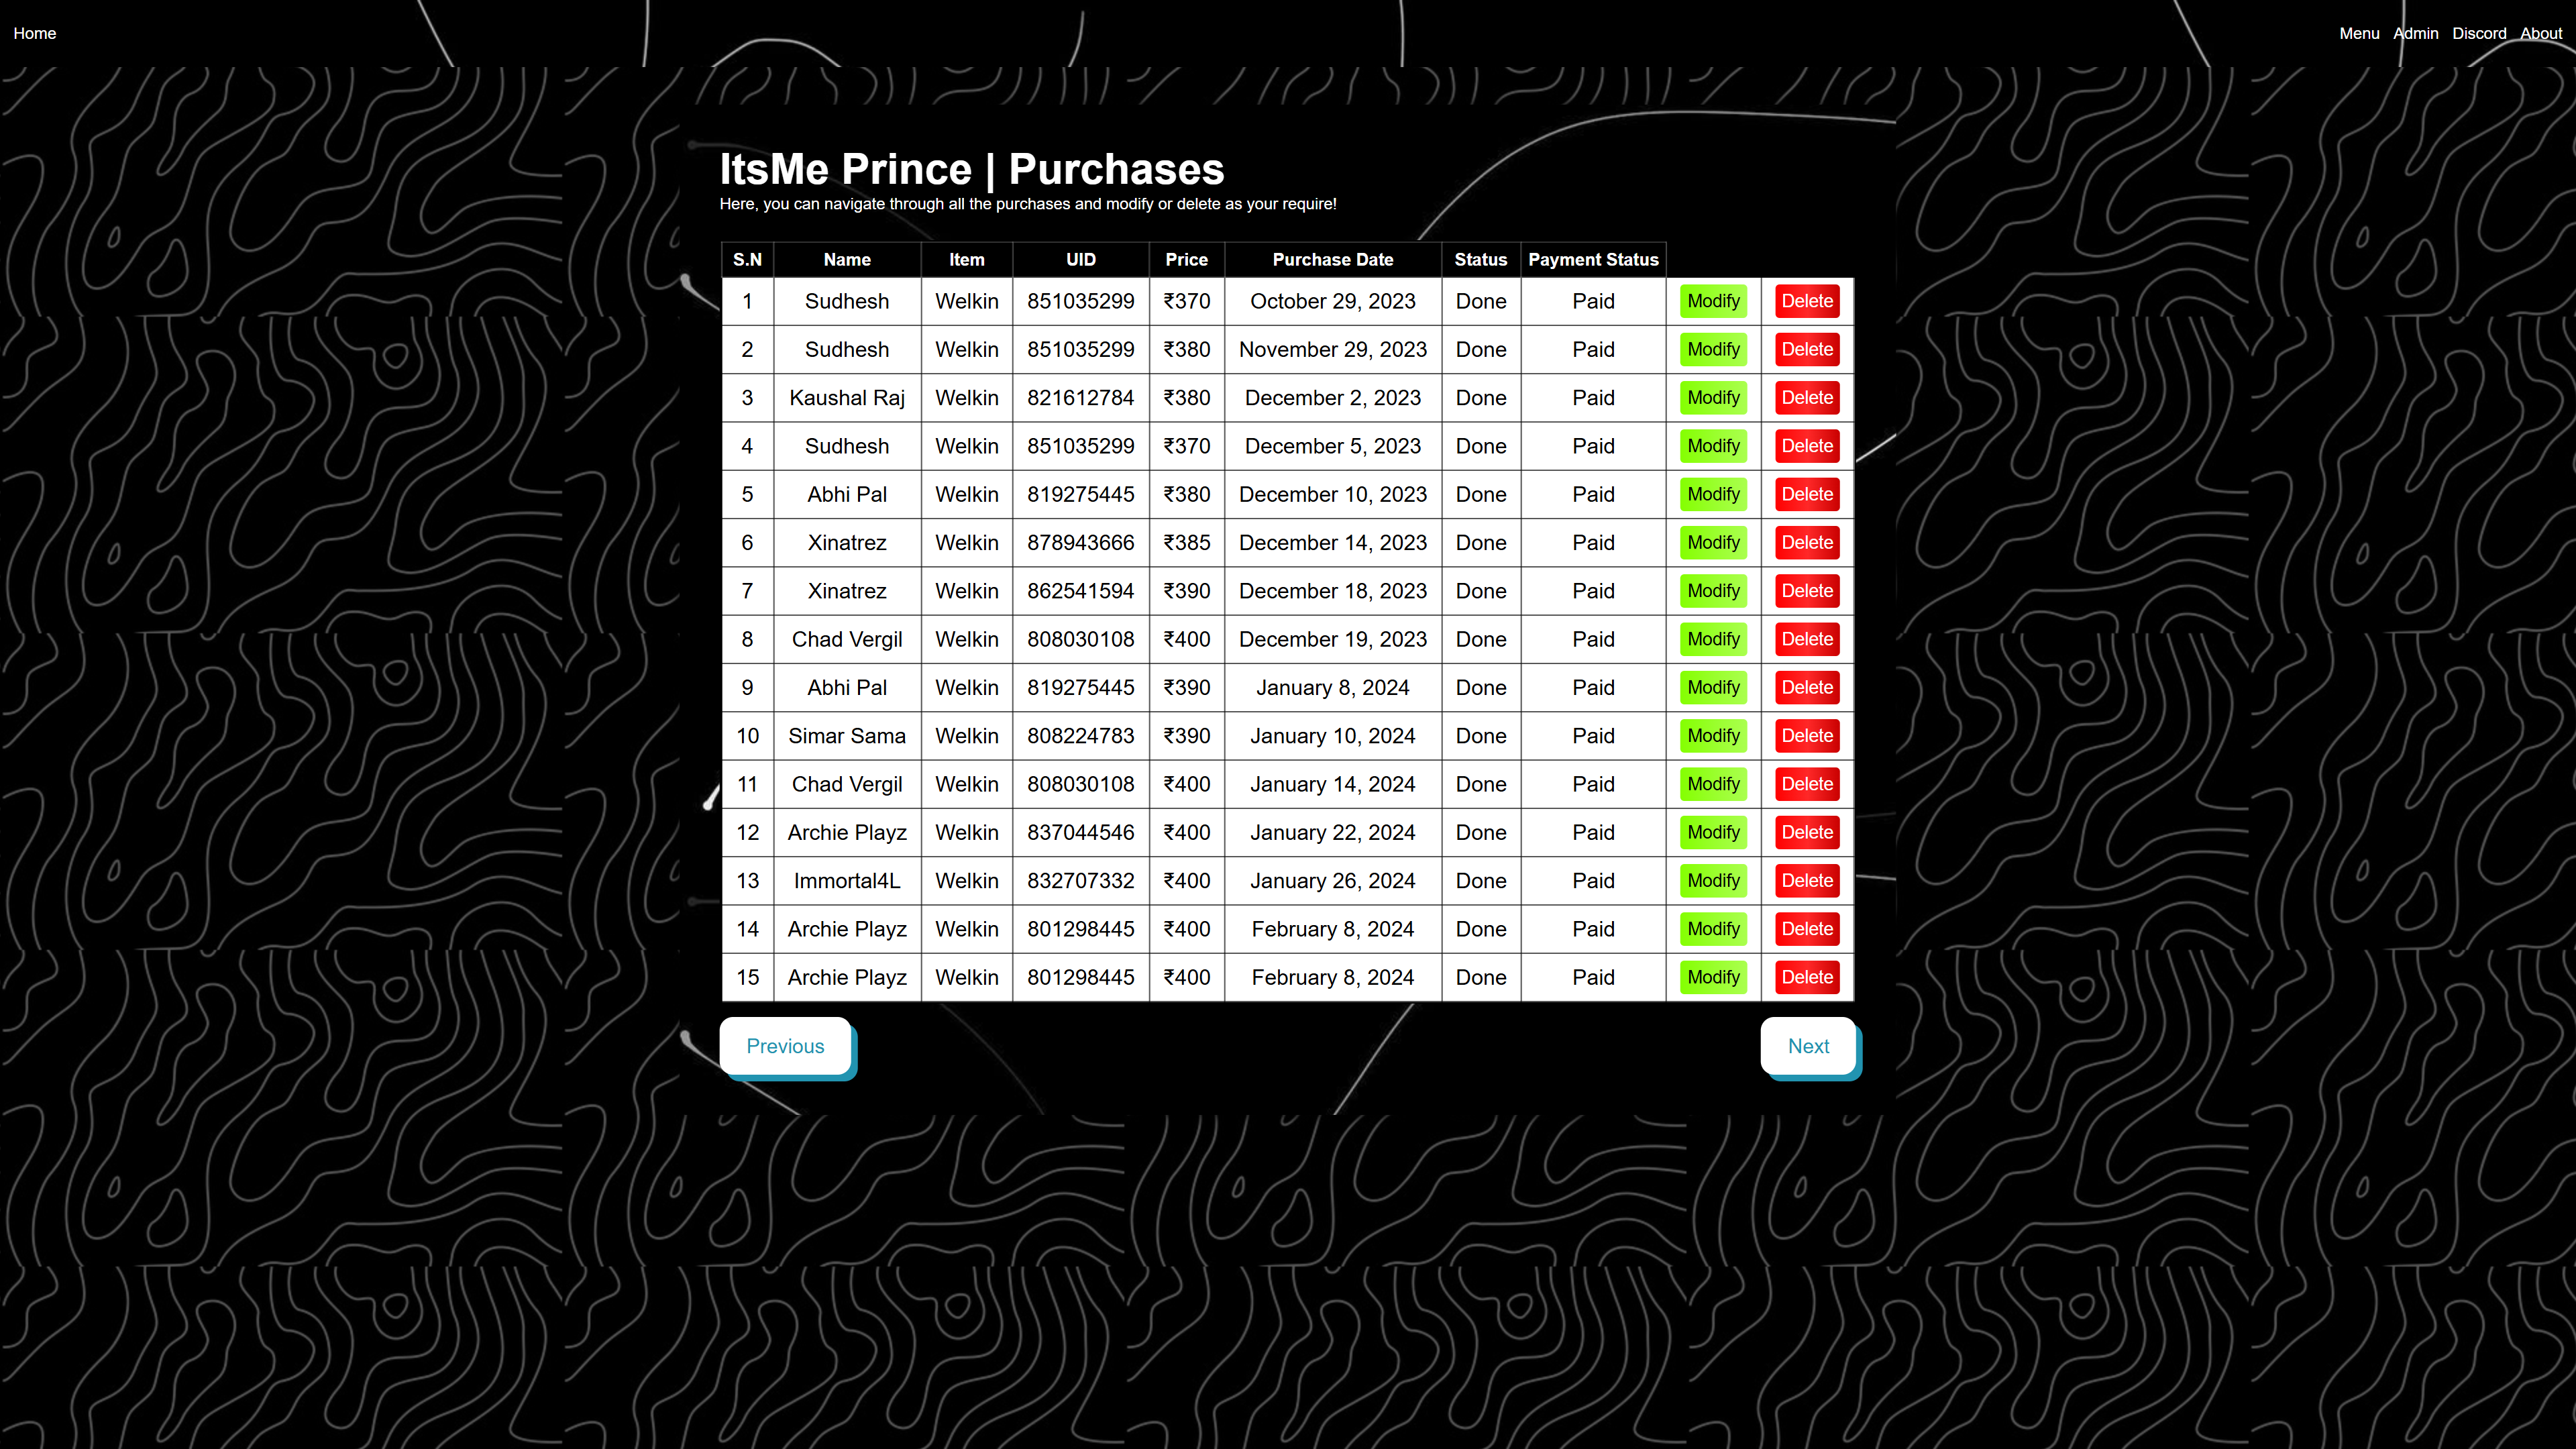 Home Menu Admin Discord About
ItsMe Prince | Purchases
Here, you can navigate through all the purchases and modify or delete as your require!
S.N Name Item UID Price Purchase Date Status Payment Status
1 Sudhesh Welkin 851035299 ₹370 October 29, 2023 Done Paid Modify Delete
2 Sudhesh Welkin 851035299 ₹380 November 29, 2023 Done Paid Modify Delete
3 Kaushal Raj Welkin 821612784 ₹380 December 2, 2023 Done Paid Modify Delete
4 Sudhesh Welkin 851035299 ₹370 December 5, 2023 Done Paid Modify Delete
5 Abhi Pal Welkin 819275445 ₹380 December 10, 2023 Done Paid Modify Delete
6 Xinatrez Welkin 878943666 ₹385 December 14, 2023 Done Paid Modify Delete
7 Xinatrez Welkin 862541594 ₹390 December 18, 2023 Done Paid Modify Delete
8 Chad Vergil Welkin 808030108 ₹400 December 19, 2023 Done Paid Modify Delete
9 Abhi Pal Welkin 819275445 ₹390 January 8, 2024 Done Paid Modify Delete
10 Simar Sama Welkin 808224783 ₹390 January 10, 2024 Done Paid Modify Delete
11 Chad Vergil Welkin 808030108 ₹400 January 14, 2024 Done Paid Modify Delete
12 Archie Playz Welkin 837044546 ₹400 January 22, 2024 Done Paid Modify Delete
13 Immortal4L Welkin 832707332 ₹400 January 26, 2024 Done Paid Modify Delete
14 Archie Playz Welkin 801298445 ₹400 February 8, 2024 Done Paid Modify Delete
15 Archie Playz Welkin 801298445 ₹400 February 8, 2024 Done Paid Modify Delete
Previous Next